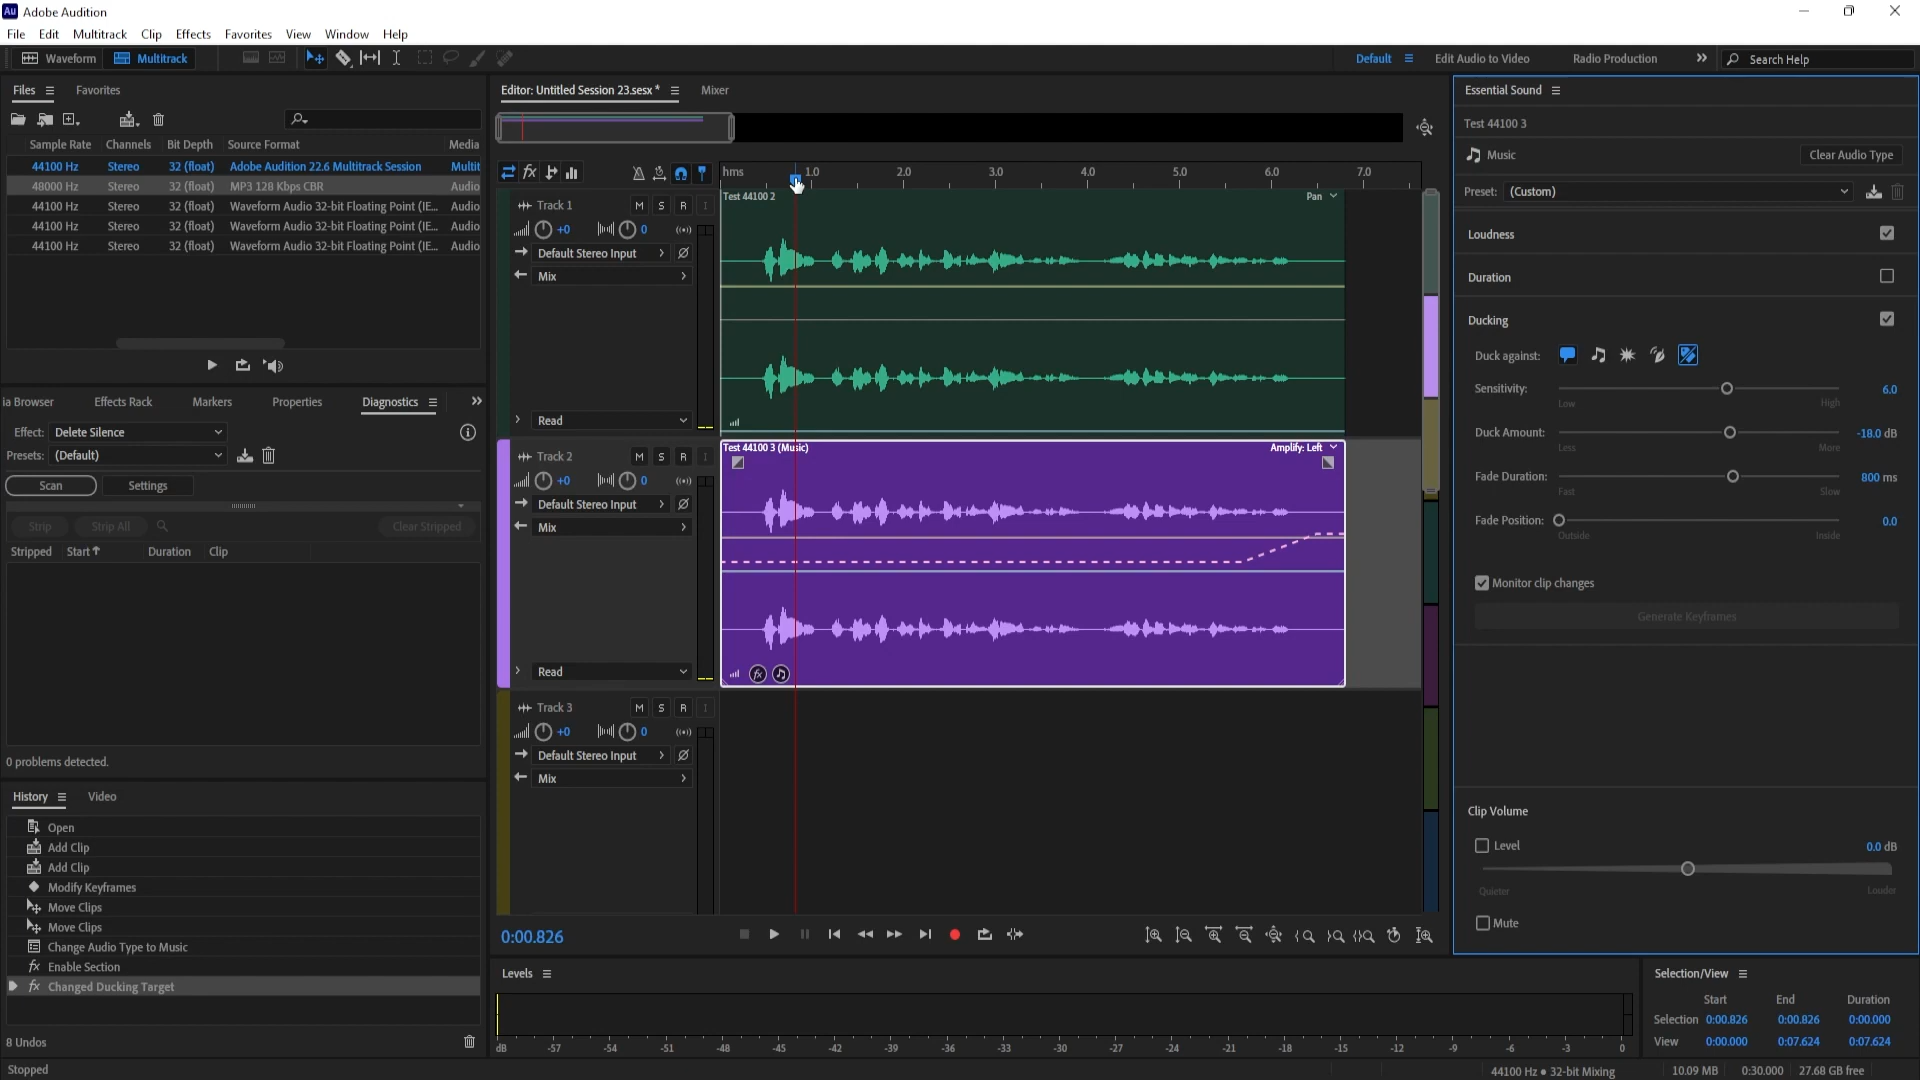 Au Adobe Audition
File Edit Multitrack Clip Effects Favorites View Window Help
Waveform Multitrack Default Edit Audio to Video Radio Production Search Help
Files Favorites
Sample Rate Channels Bit Depth Source Format Media
44100 Hz Stereo 32 (float) Adobe Audition 22.6 Multitrack Session Multit
48000 Hz Stereo 32 (float) MP3 128 Kbps CBR Audio
44100 Hz Stereo 32 (float) Waveform Audio 32-bit Floating Point (IE... Audio
44100 Hz Stereo 32 (float) Waveform Audio 32-bit Floating Point (IE... Audio
44100 Hz Stereo 32 (float) Waveform Audio 32-bit Floating Point (IE... Audio
ia Browser Effects Rack Markers Properties Diagnostics
Effect: Delete Silence
Presets: (Default)
Scan Settings
Strip Strip All Clear Stripped
Stripped Start Duration Clip
0 problems detected.
History Video
Open
Add Clip
Add Clip
Modify Keyframes
Move Clips
Move Clips
Change Audio Type to Music
fx Enable Section
fx Changed Ducking Target
8 Undos
Stopped
Editor: Untitled Session 23.sesx * Mixer
fx
hms 1.0 2.0 3.0 4.0 5.0 6.0 7.0
Track 1 M S R I
+0 0
Default Stereo Input
Mix
Read
Test 44100 2 Pan
Track 2 M S R I
+0 0
Default Stereo Input
Mix
Read
Test 44100 3 (Music) Amplify: Left
fx
Track 3 M S R I
+0 0
Default Stereo Input
Mix
0:00.826
Levels
dB -57 -54 -51 -48 -45 -42 -39 -36 -33 -30 -27 -24 -21 -18 -15 -12 -9 -6 -3 0
Essential Sound
Test 44100 3
Music Clear Audio Type
Preset: (Custom)
Loudness
Duration
Ducking
Duck against:
Sensitivity: 6.0
Low High
Duck Amount: -18.0 dB
Less More
Fade Duration: 800 ms
Fast Slow
Fade Position: 0.0
Outside Inside
Monitor clip changes
Generate Keyframes
Clip Volume
Level 0.0 dB
Quieter Louder
Mute
Selection/View
Start End Duration
Selection 0:00.826 0:00.826 0:00.000
View 0:00.000 0:07.624 0:07.624
44100 Hz ● 32-bit Mixing 10.09 MB 0:30.000 27.68 GB free